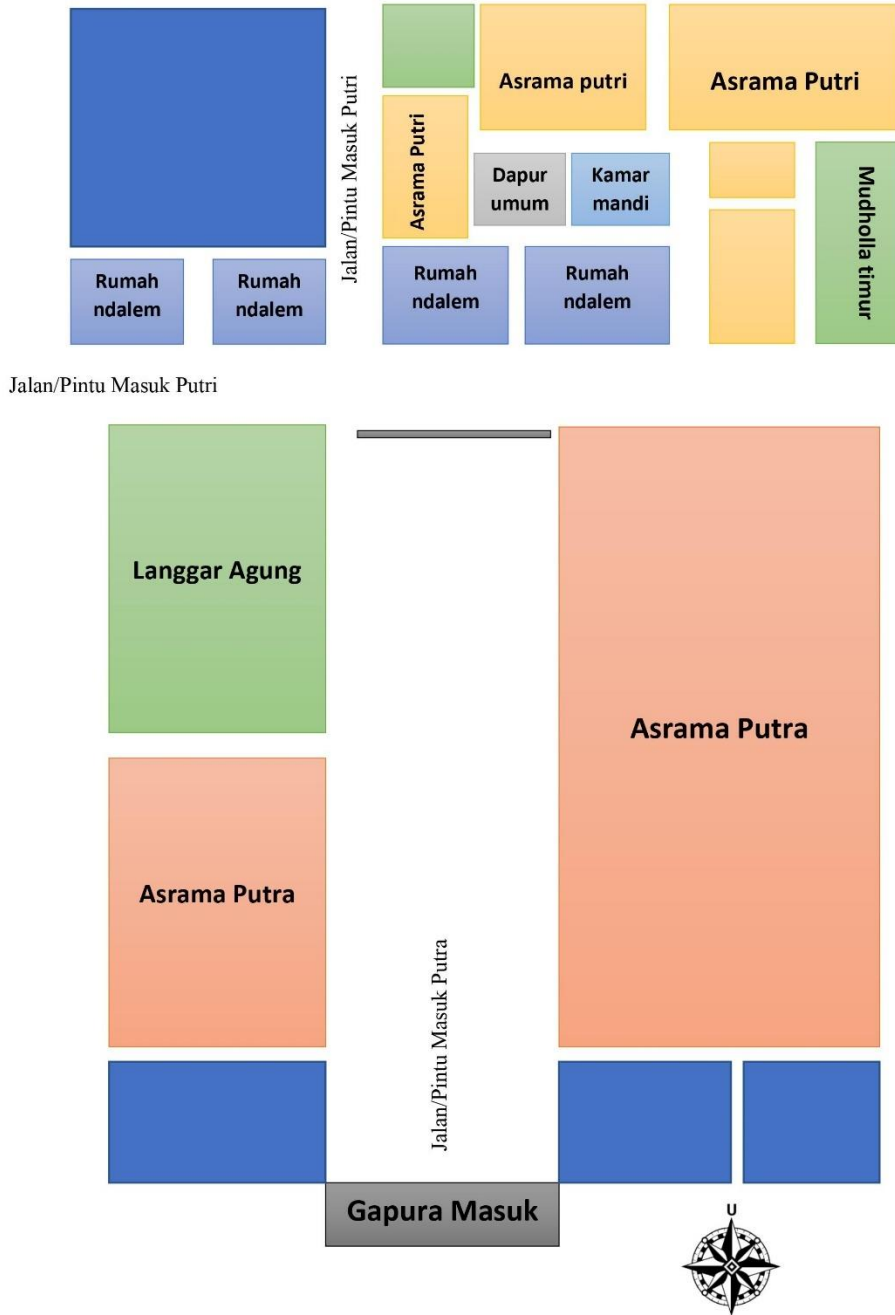 Jalan/Pintu Masuk Putri
Asrama putri
Asrama Putri
Asrama Putri
Dapur
umum
Kamar
mandi
Mudholla timur
Rumah
ndalem
Rumah
ndalem
Rumah
ndalem
Rumah
ndalem
Jalan/Pintu Masuk Putri
Langgar Agung
Asrama Putra
Asrama Putra
Jalan/Pintu Masuk Putra
Gapura Masuk
U